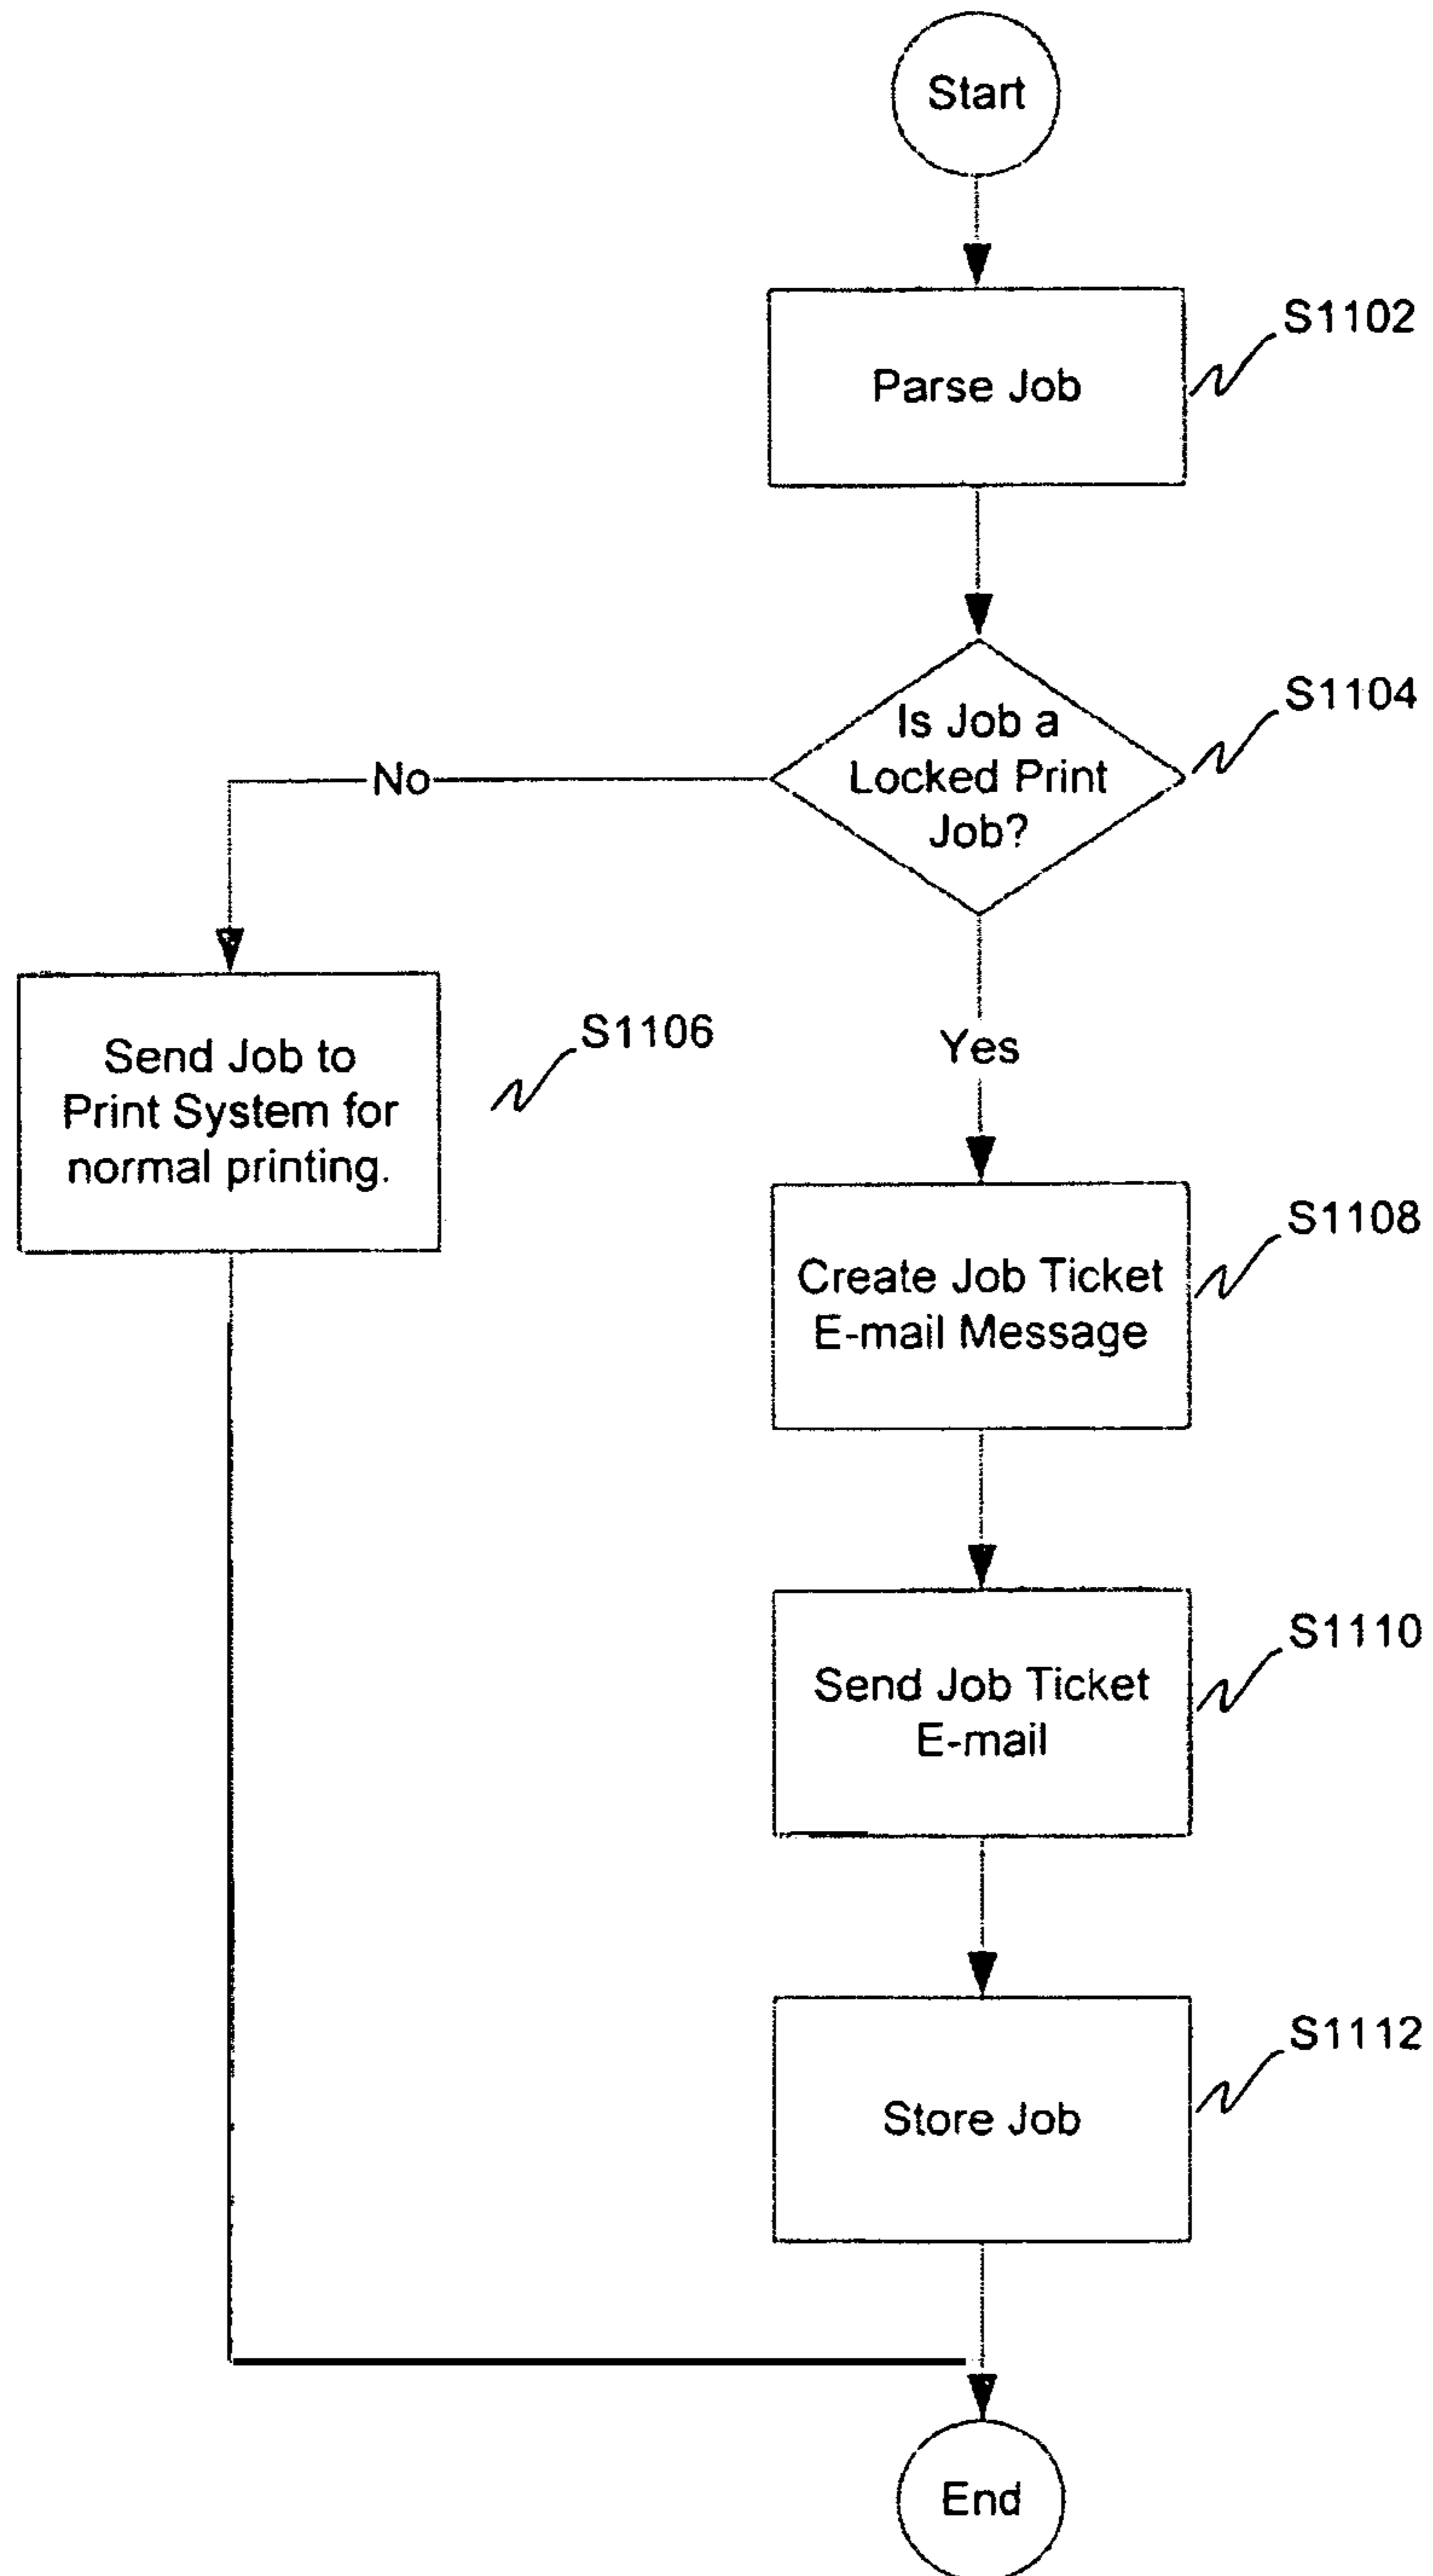 Start
S1102
Parse Job
S1104
Is Job a
Locked Print
Job?
No
Yes
S1106
Send Job to
Print System for
normal printing.
S1108
Create Job Ticket
E-mail Message
S1110
Send Job Ticket
E-mail
S1112
Store Job
End